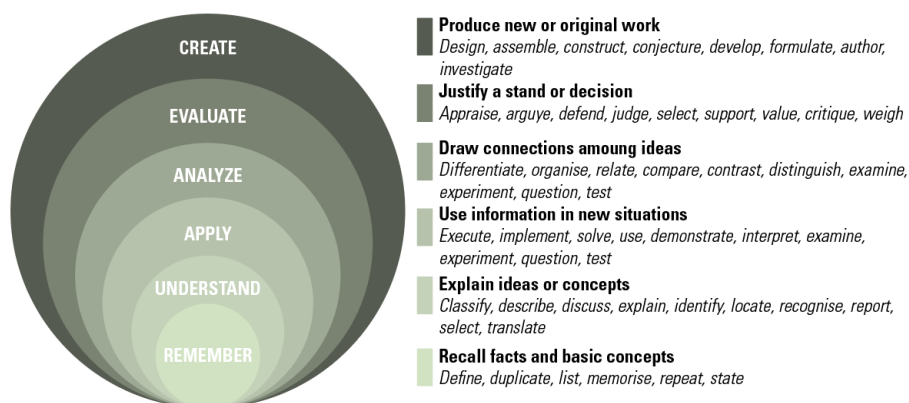 CREATE
EVALUATE
ANALYZE
APPLY
UNDERSTAND
REMEMBER
Produce new or original work
Design, assemble, construct, conjecture, develop, formulate, author,
investigate
Justify a stand or decision
Appraise, arguye, defend, judge, select, support, value, critique, weigh
Draw connections amoung ideas
Differentiate, organise, relate, compare, contrast, distinguish, examine,
experiment, question, test
Use information in new situations
Execute, implement, solve, use, demonstrate, interpret, examine,
experiment, question, test
Explain ideas or concepts
Classify, describe, discuss, explain, identify, locate, recognise, report,
select, translate
Recall facts and basic concepts
Define, duplicate, list, memorise, repeat, state